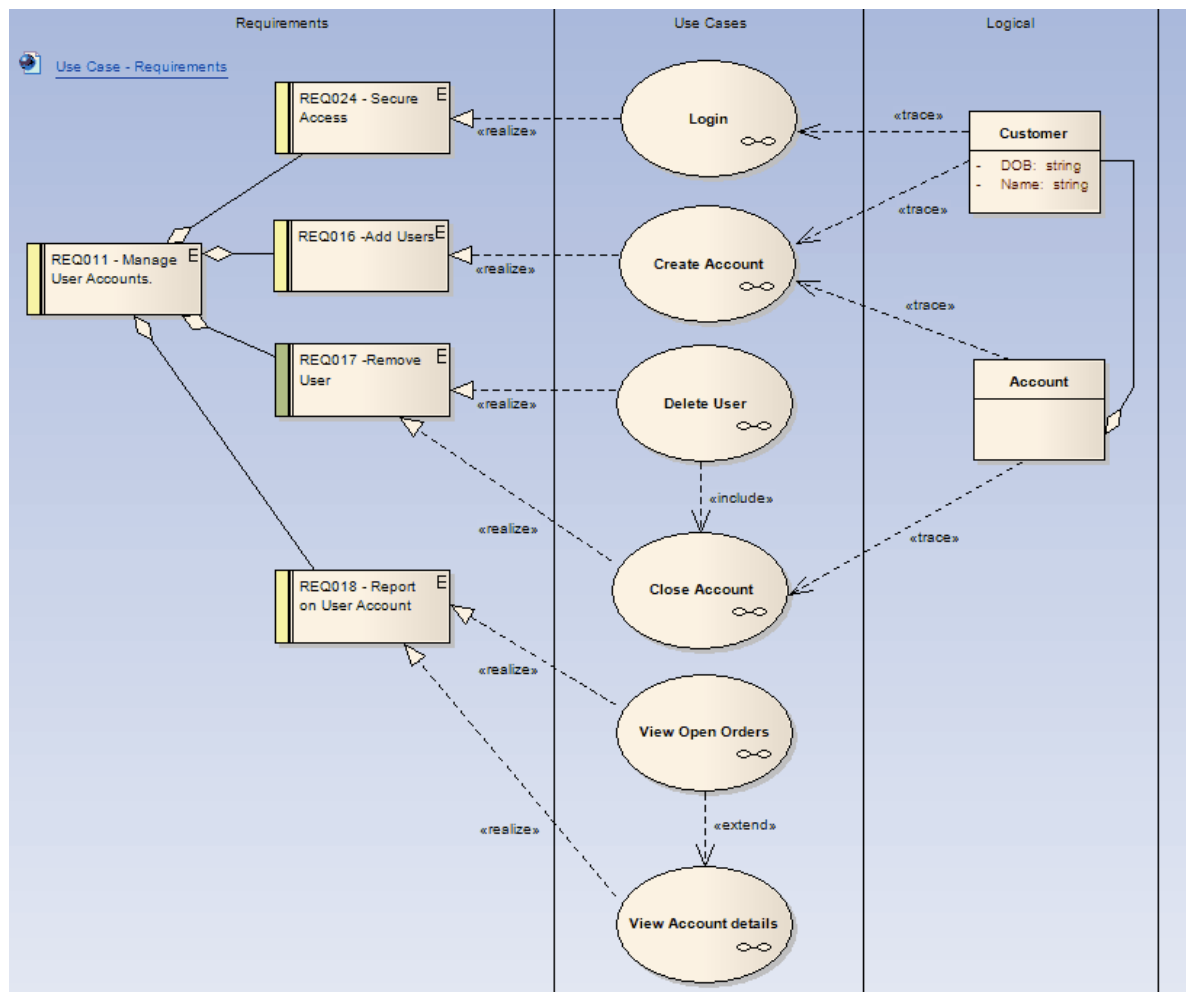 Requirements
Use Cases
Logical
Use Case - Requirements
REQ024 - Secure
Access
E
«realize»
Login
«trace»
Customer
- DOB: string
- Name: string
REQ016 -Add Users
E
«realize»
Create Account
«trace»
REQ011 - Manage
User Accounts.
E
«trace»
REQ017 -Remove
User
E
«realize»
Delete User
Account
«include»
«realize»
«trace»
REQ018 - Report
on User Account
E
Close Account
«realize»
View Open Orders
«realize»
«extend»
View Account details